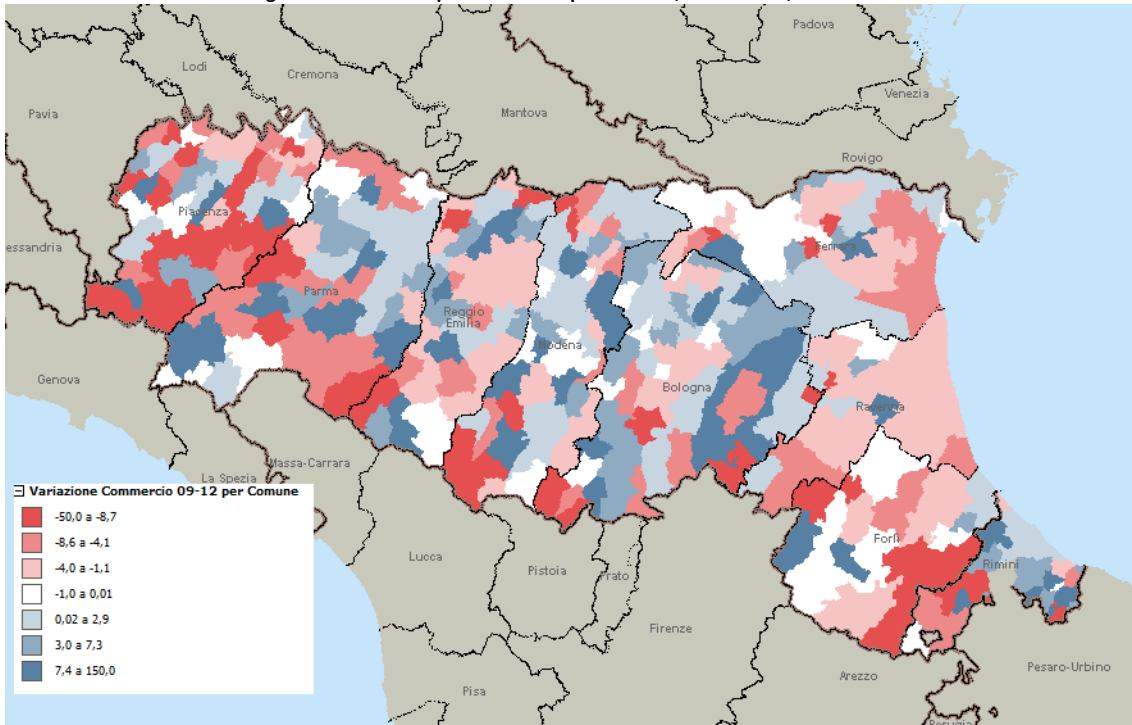 Padova
Lodi
Cremona
Venezia
Pavia
Mantova
Rovigo
Piacenza
essandria
Ferrara
Parma
Reggio
Emilia
Modena
Bologna
Genova
Ravenna
La Spezia
Massa-Carrara
Variazione Commercio 09-12 per Comune
-50,0 a -8,7
-8,6 a -4,1
-4,0 a -1,1
-1,0 a 0,01
0,02 a 2,9
3,0 a 7,3
7,4 a 150,0
Forlì
Rimini
Lucca
Pistoia
Prato
Firenze
Pesaro-Urbino
Arezzo
Pisa